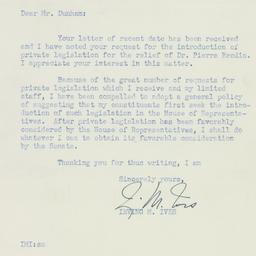 Dear Mr. Dunham:
Your letter of recent date has been received
and I have noted your request for the introduction of
private legislation for the relief of Dr. Pierre
I appreciate your interest in this matter.
Because of the great number of requests for
private legislation which I receive and my limited
staff, I have been compelled to adopt a general policy
of suggesting that my constituents first seek the intro-
duction of such legislation in the House of Representa-
tives. After private legislation has been favorably
considered by the House of Representatives, I shall do
whatever I can to obtain its favorable consideration
by the Senate.
Thanking you for thus writing, I am
Sincerely yours,
I. M. Ives
IRVING M. IVES